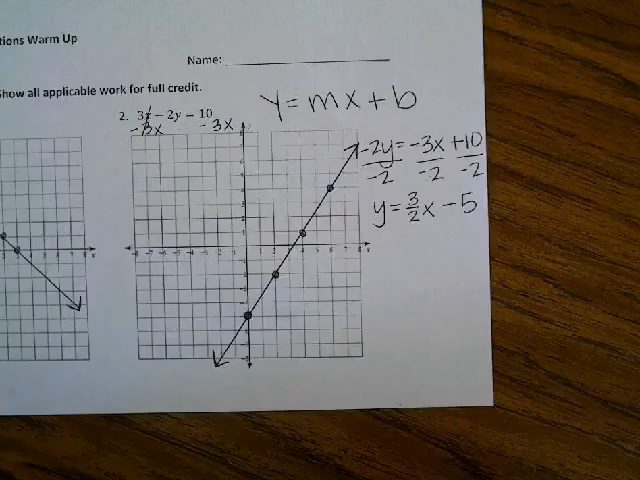 tions Warm Up
Name:
Show all applicable work for full credit.
2. 3x - 2y = 10
-3x -3x
y = mx + b
-2y = -3x + 10
-2 -2 -2
y = 3/2 x - 5